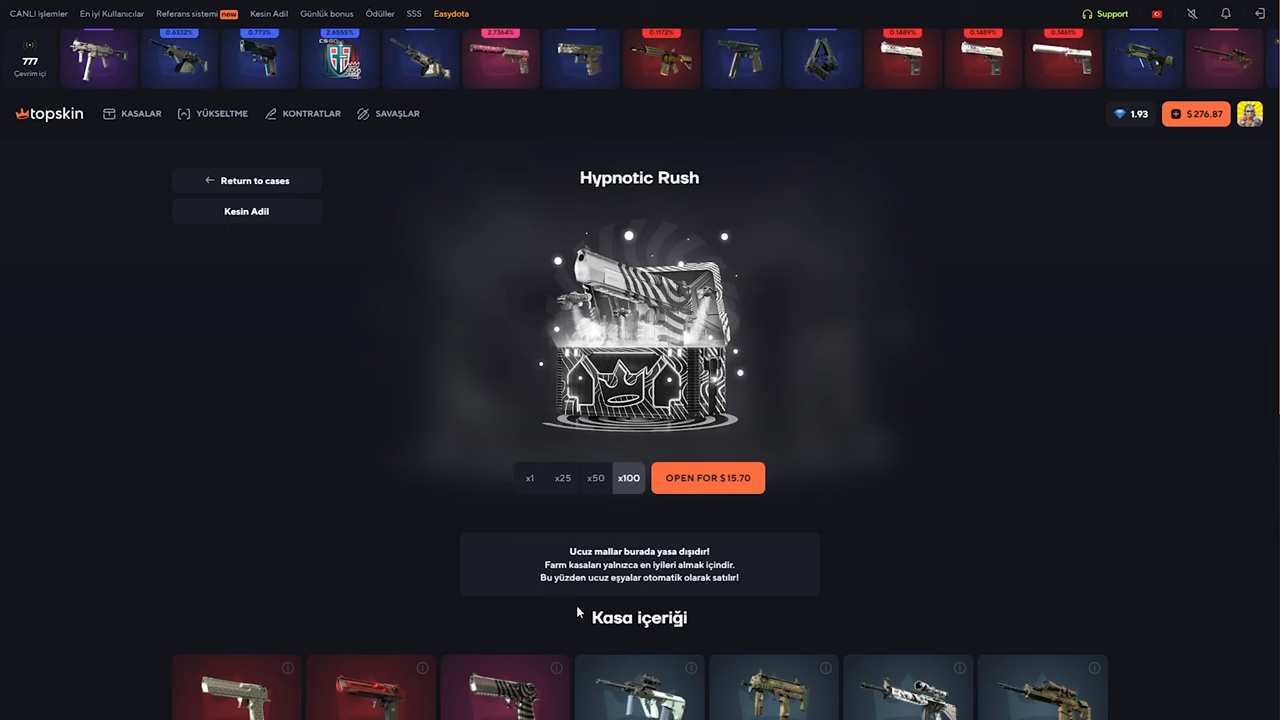 CANLI işlemler
En iyi Kullanıcılar
Referans sistemi new
Kesin Adil
Günlük bonus
Ödüller
SSS
Easydota
Support
777
Çevrim içi
0.6332%
0.773%
2.6555%
2.7364%
0.1172%
0.1489%
0.1489%
0.1461%
topskin
KASALAR
YÜKSELTME
KONTRATLAR
SAVAŞLAR
1.93
$ 276.87
Return to cases
Kesin Adil
Hypnotic Rush
x1
x25
x50
x100
OPEN FOR $ 15.70
Ucuz mallar burada yasa dışıdır!
Farm kasaları yalnızca en iyileri almak içindir.
Bu yüzden ucuz eşyalar otomatik olarak satılır!
Kasa içeriği